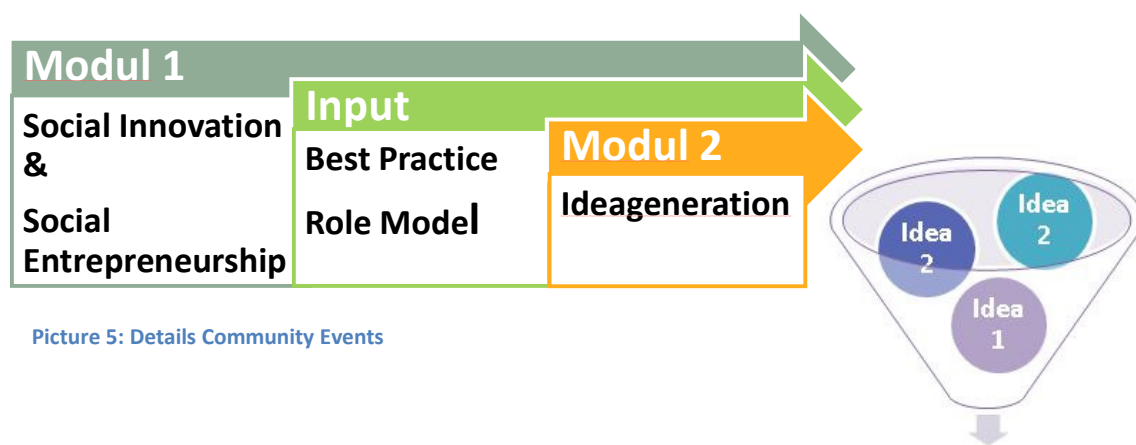 Modul 1
Social Innovation
&
Social
Entrepreneurship
Input
Best Practice
Role Model
Modul 2
Ideageneration
Idea
2
Idea
2
Idea
1
Picture 5: Details Community Events